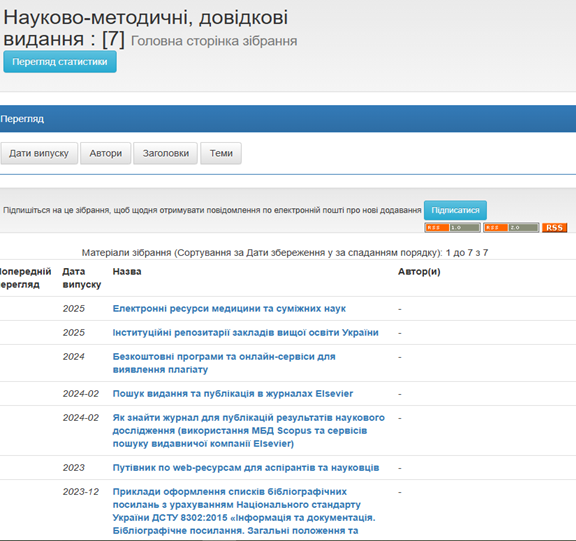 Науково-методичні, довідкові
видання : [7] Головна сторінка зібрання
Перегляд статистики
Перегляд
Дати випуску Автори Заголовки Теми
Підпишіться на це зібрання, щоб щодня отримувати повідомлення по електронній пошті про нові додавання Підписатися
RSS 1.0 RSS 2.0 RSS
Матеріали зібрання (Сортування за Дати збереження у за спаданням порядку): 1 до 7 з 7
Попередній Дата Назва Автор(и)
перегляд випуску
2025 Електронні ресурси медицини та суміжних наук -
2025 Інституційні репозитарії закладів вищої освіти України -
2024 Безкоштовні програми та онлайн-сервіси для -
виявлення плагіату
2024-02 Пошук видання та публікація в журналах Elsevier -
2024-02 Як знайти журнал для публікацій результатів наукового -
дослідження (використання МБД Scopus та сервісів
пошуку видавничої компанії Elsevier)
2023 Путівник по web-ресурсам для аспірантів та науковців -
2023-12 Приклади оформлення списків бібліографічних -
посилань з урахуванням Національного стандарту
України ДСТУ 8302:2015 «Інформація та документація.
Бібліографічне посилання. Загальні положення та